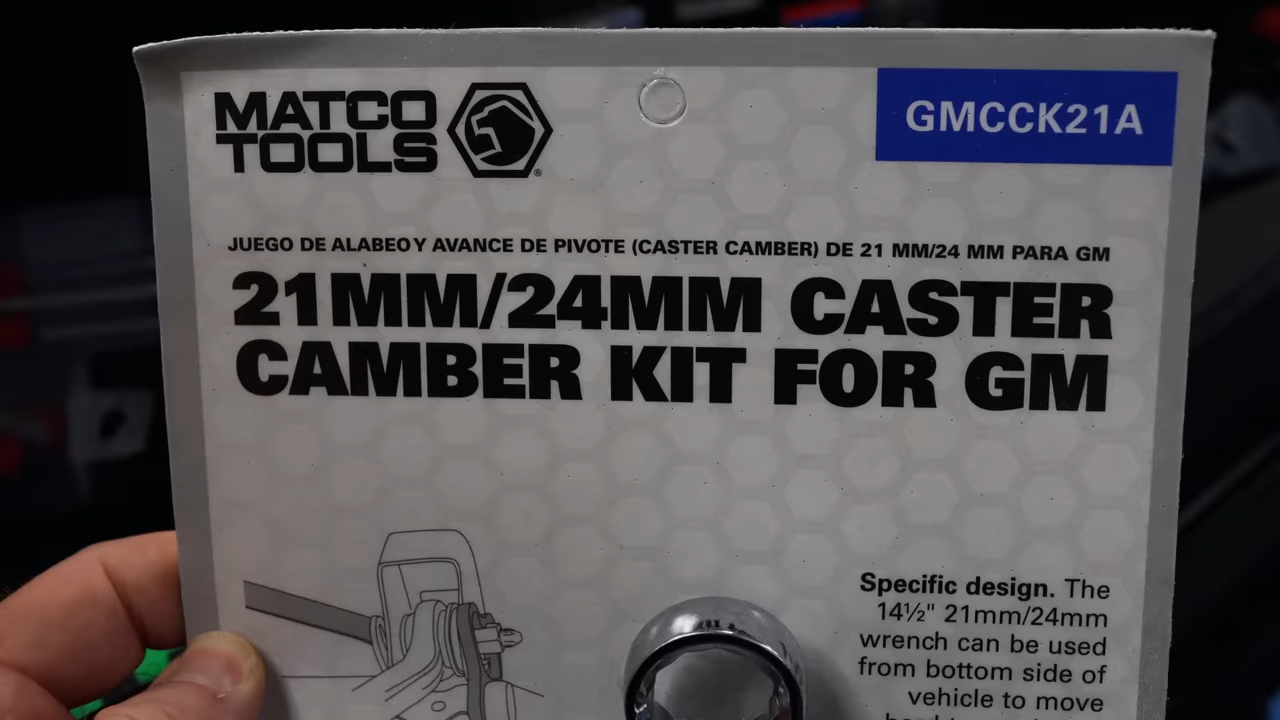 MATCO
TOOLS
®
GMCCK21A
JUEGO DE ALABEO Y AVANCE DE PIVOTE (CASTER CAMBER) DE 21 MM/24 MM PARA GM
21MM/24MM CASTER
CAMBER KIT FOR GM
Specific design. The
14½" 21mm/24mm
wrench can be used
from bottom side of
vehicle to move